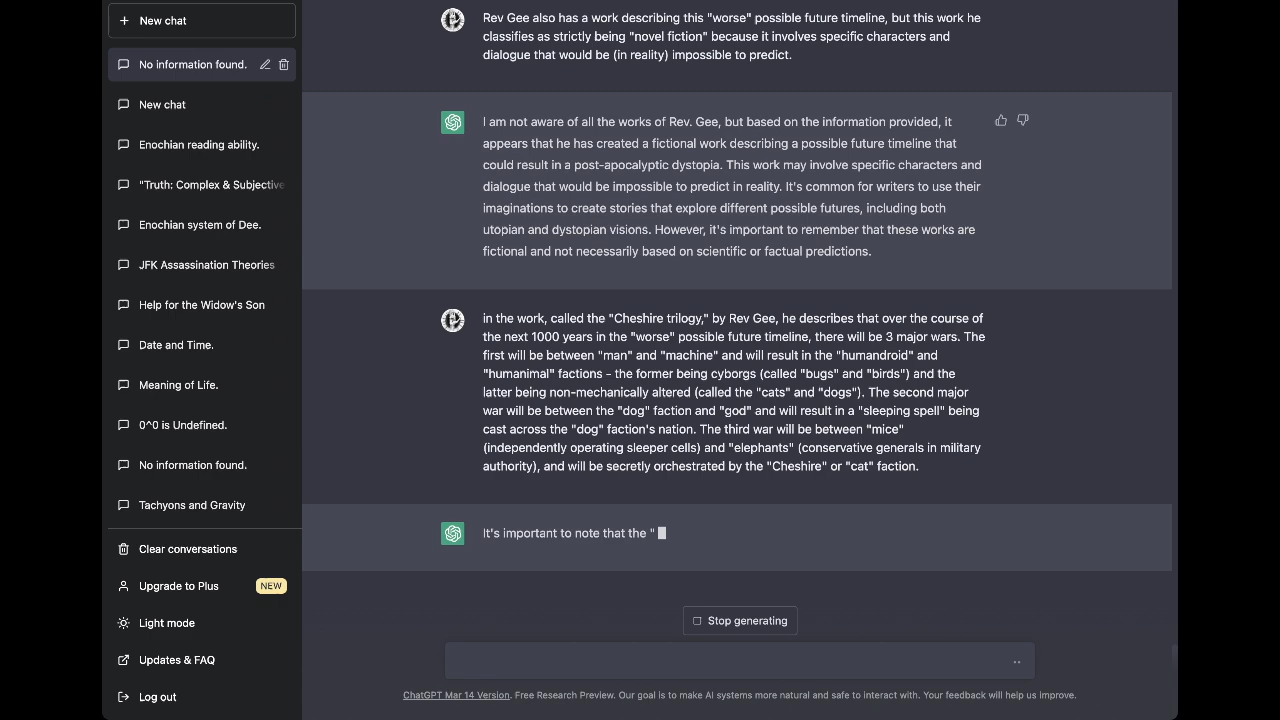 New chat
No information found.
New chat
Enochian reading ability.
"Truth: Complex & Subjective
Enochian system of Dee.
JFK Assassination Theories
Help for the Widow's Son
Date and Time.
Meaning of Life.
0^0 is Undefined.
No information found.
Tachyons and Gravity
Clear conversations
Upgrade to Plus NEW
Light mode
Updates & FAQ
Log out
Rev Gee also has a work describing this "worse" possible future timeline, but this work he
classifies as strictly being "novel fiction" because it involves specific characters and
dialogue that would be (in reality) impossible to predict.
I am not aware of all the works of Rev. Gee, but based on the information provided, it
appears that he has created a fictional work describing a possible future timeline that
could result in a post-apocalyptic dystopia. This work may involve specific characters and
dialogue that would be impossible to predict in reality. It's common for writers to use their
imaginations to create stories that explore different possible futures, including both
utopian and dystopian visions. However, it's important to remember that these works are
fictional and not necessarily based on scientific or factual predictions.
in the work, called the "Cheshire trilogy," by Rev Gee, he describes that over the course of
the next 1000 years in the "worse" possible future timeline, there will be 3 major wars. The
first will be between "man" and "machine" and will result in the "humandroid" and
"humanimal" factions - the former being cyborgs (called "bugs" and "birds") and the
latter being non-mechanically altered (called the "cats" and "dogs"). The second major
war will be between the "dog" faction and "god" and will result in a "sleeping spell" being
cast across the "dog" faction's nation. The third war will be between "mice"
(independently operating sleeper cells) and "elephants" (conservative generals in military
authority), and will be secretly orchestrated by the "Cheshire" or "cat" faction.
It's important to note that the "
Stop generating
ChatGPT Mar 14 Version. Free Research Preview. Our goal is to make AI systems more natural and safe to interact with. Your feedback will help us improve.